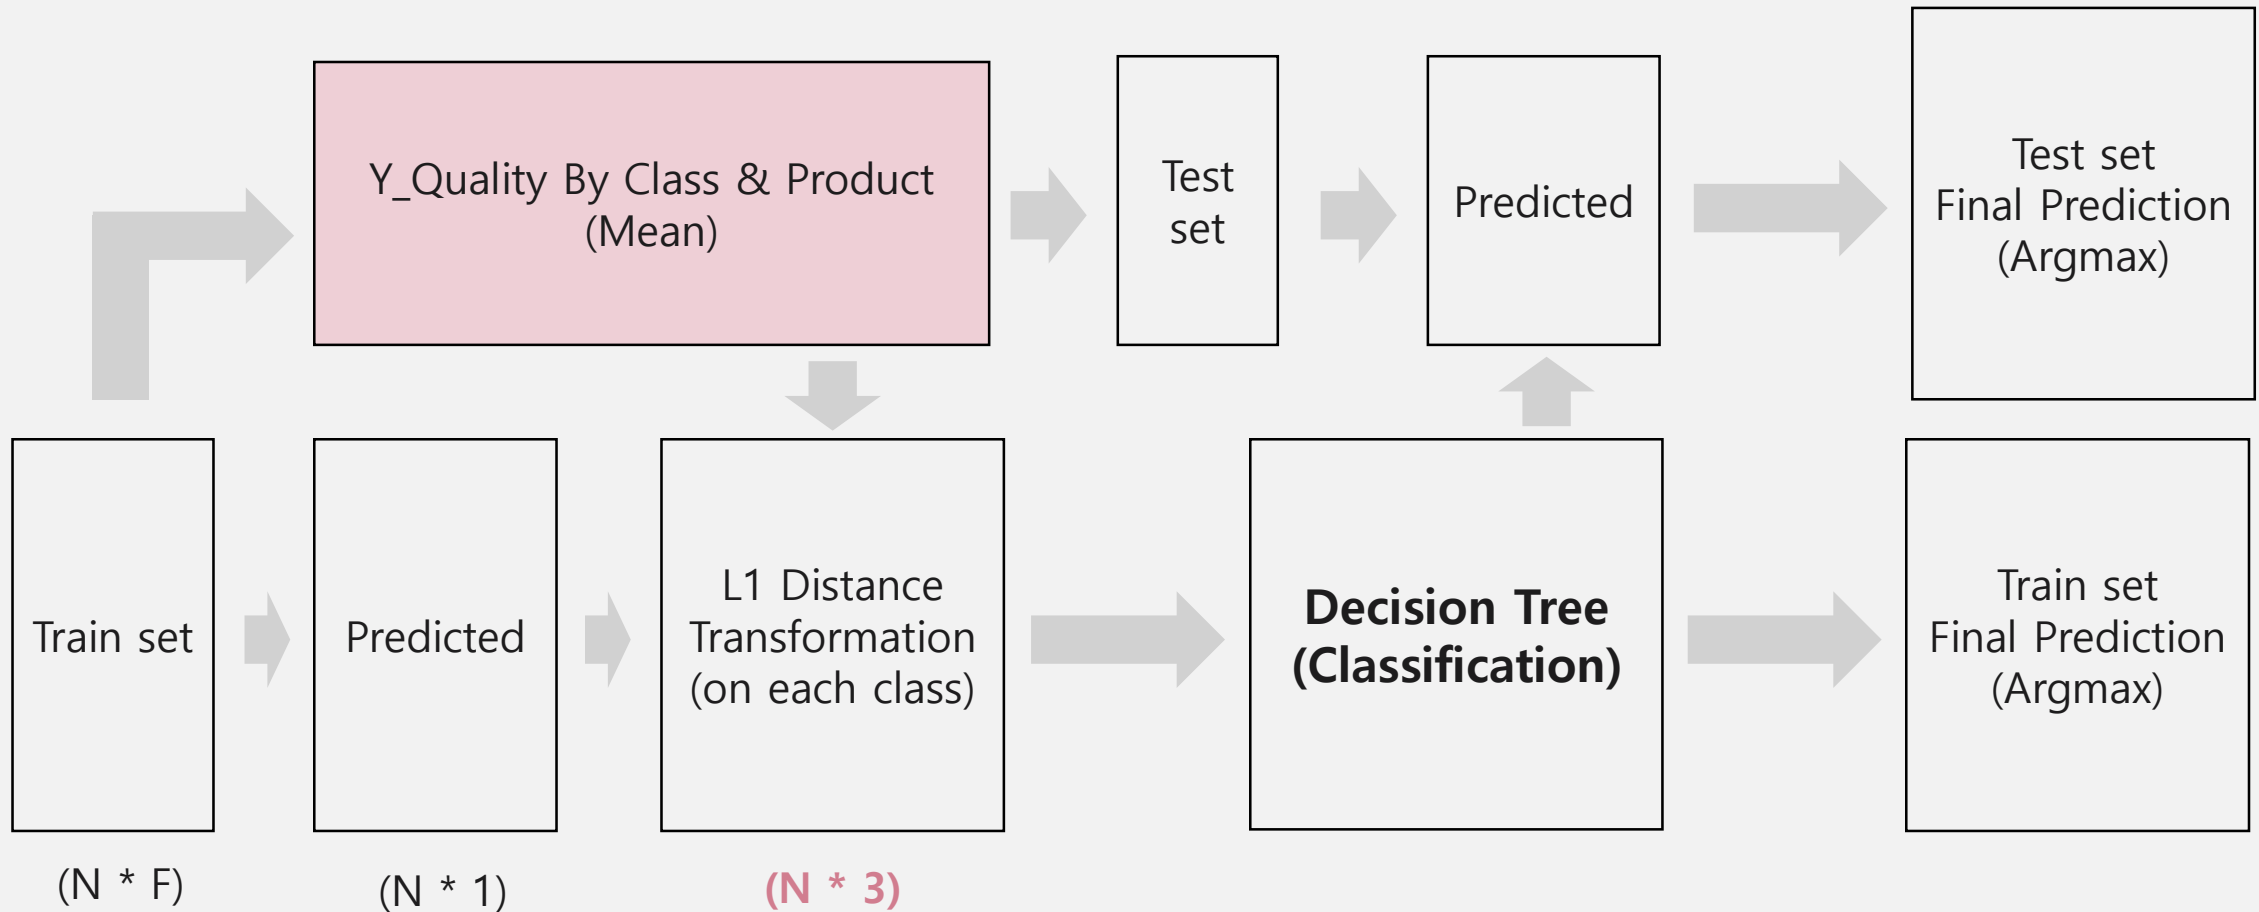 Y_Quality By Class & Product
(Mean)
Test
set
Predicted
Test set
Final Prediction
(Argmax)
Train set
Predicted
L1 Distance
Transformation
(on each class)
Decision Tree
(Classification)
Train set
Final Prediction
(Argmax)
(N * F)
(N * 1)
(N * 3)